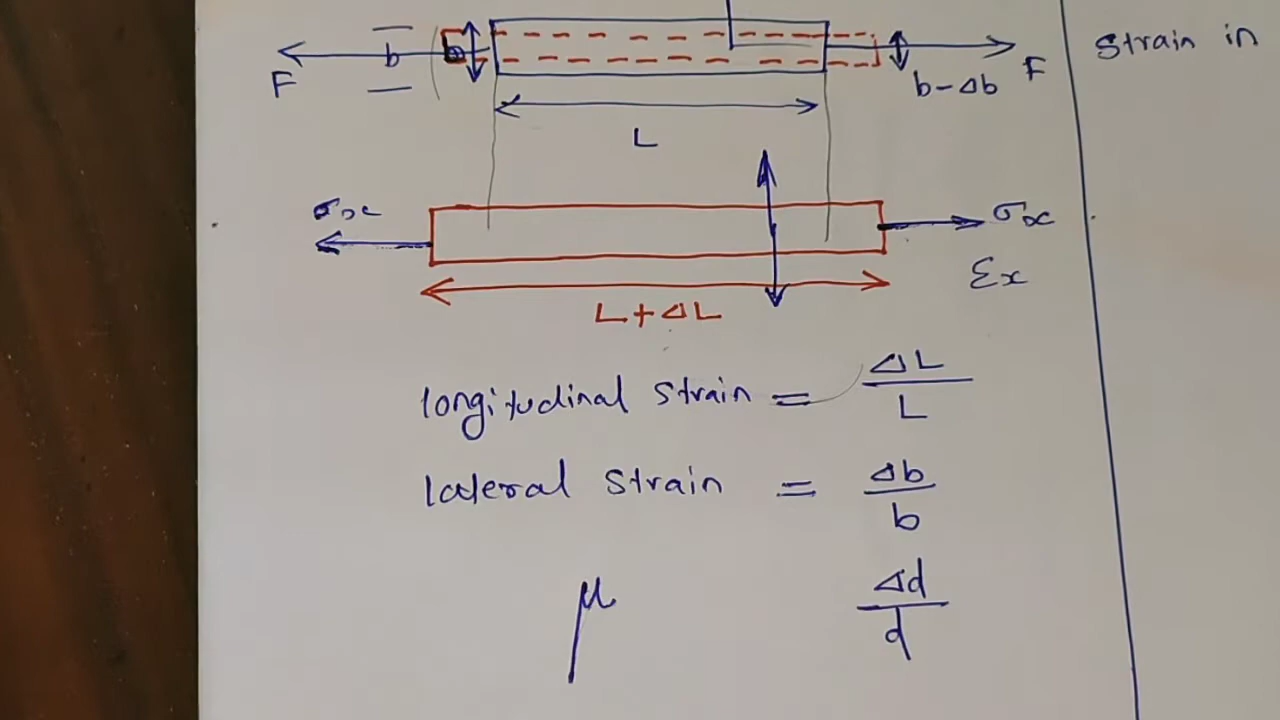 F b b b-Δb F
L
σx σx
εx
L+ΔL
longitudinal strain = ΔL/L
lateral strain = Δb/b
μ Δd/d
Strain in